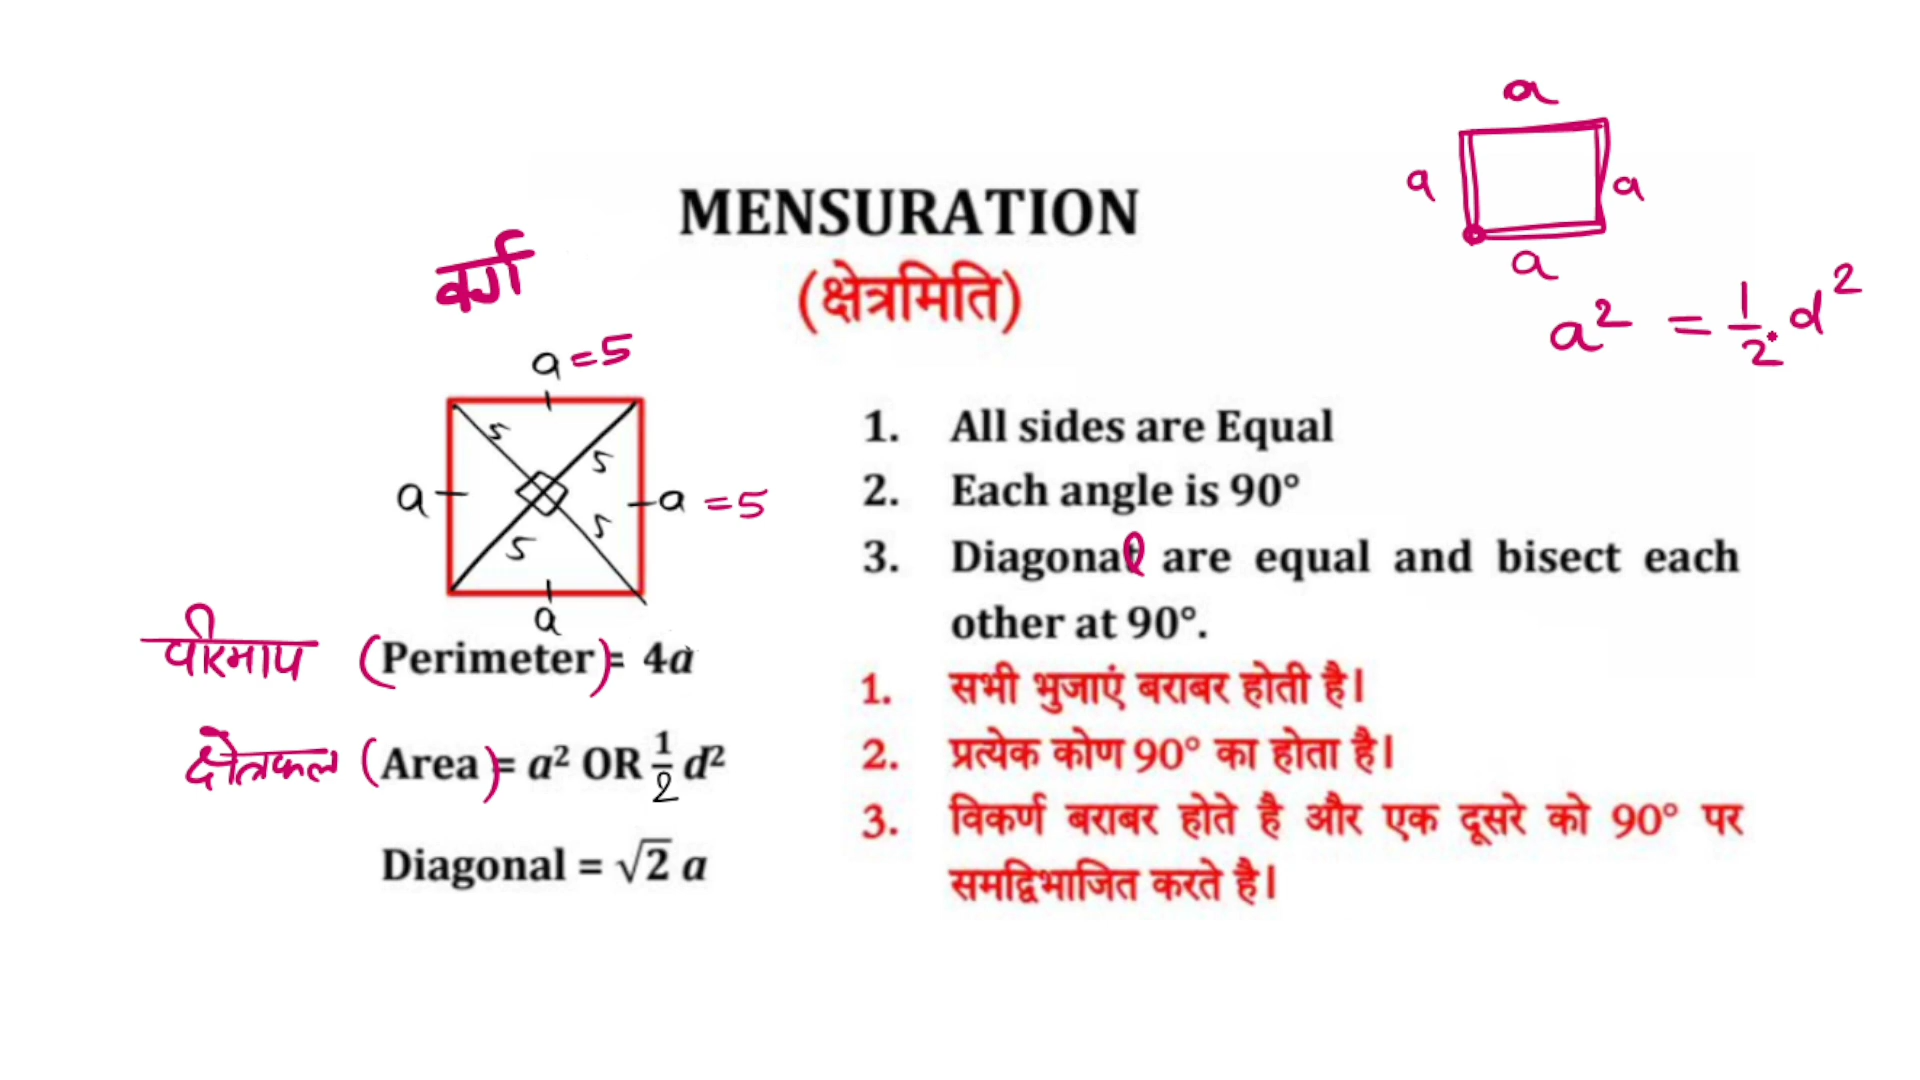 MENSURATION
(क्षेत्रमिति)
वर्ग
a = 5
a
a = 5
a
5
5
5
5
परिमाप (Perimeter) = 4a
क्षेत्रफल (Area) = a² OR 1/2 d²
Diagonal = √2 a
a
a
a
a
a² = 1/2 . d²
1. All sides are Equal
2. Each angle is 90°
3. Diagonal are equal and bisect each
other at 90°.
1. सभी भुजाएं बराबर होती है।
2. प्रत्येक कोण 90° का होता है।
3. विकर्ण बराबर होते है और एक दूसरे को 90° पर
समद्विभाजित करते है।